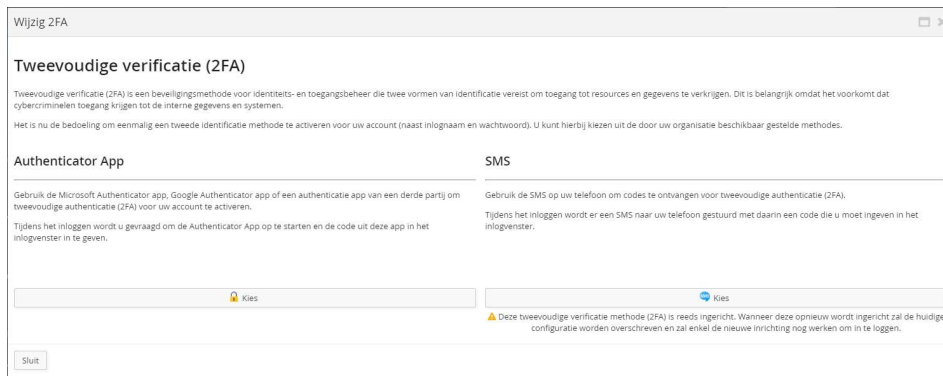 Wijzig 2FA
Tweevoudige verificatie (2FA)
Tweevoudige verificatie (2FA) is een beveiligingsmethode voor identiteits- en toegangsbeheer die twee vormen van identificatie vereist om toegang tot resources en gegevens te verkrijgen. Dit is belangrijk omdat het voorkomt dat
cybercriminelen toegang krijgen tot de interne gegevens en systemen.
Het is nu de bedoeling om eenmalig een tweede identificatie methode te activeren voor uw account (naast inlognaam en wachtwoord). U kunt hierbij kiezen uit de door uw organisatie beschikbaar gestelde methodes.
Authenticator App
Gebruik de Microsoft Authenticator app, Google Authenticator app of een authenticatie app van een derde partij om
tweevoudige authenticatie (2FA) voor uw account te activeren.
Tijdens het inloggen wordt u gevraagd om de Authenticator App op te starten en de code uit deze app in het
inlogvenster in te geven.
Kies
SMS
Gebruik de SMS op uw telefoon om codes te ontvangen voor tweevoudige authenticatie (2FA).
Tijdens het inloggen wordt er een SMS naar uw telefoon gestuurd met daarin een code die u moet ingeven in het
inlogvenster.
Kies
Deze tweevoudige verificatie methode (2FA) is reeds ingericht. Wanneer deze opnieuw wordt ingericht zal de huidige
configuratie worden overschreven en zal enkel de nieuwe inrichting nog werken om in te loggen.
Sluit